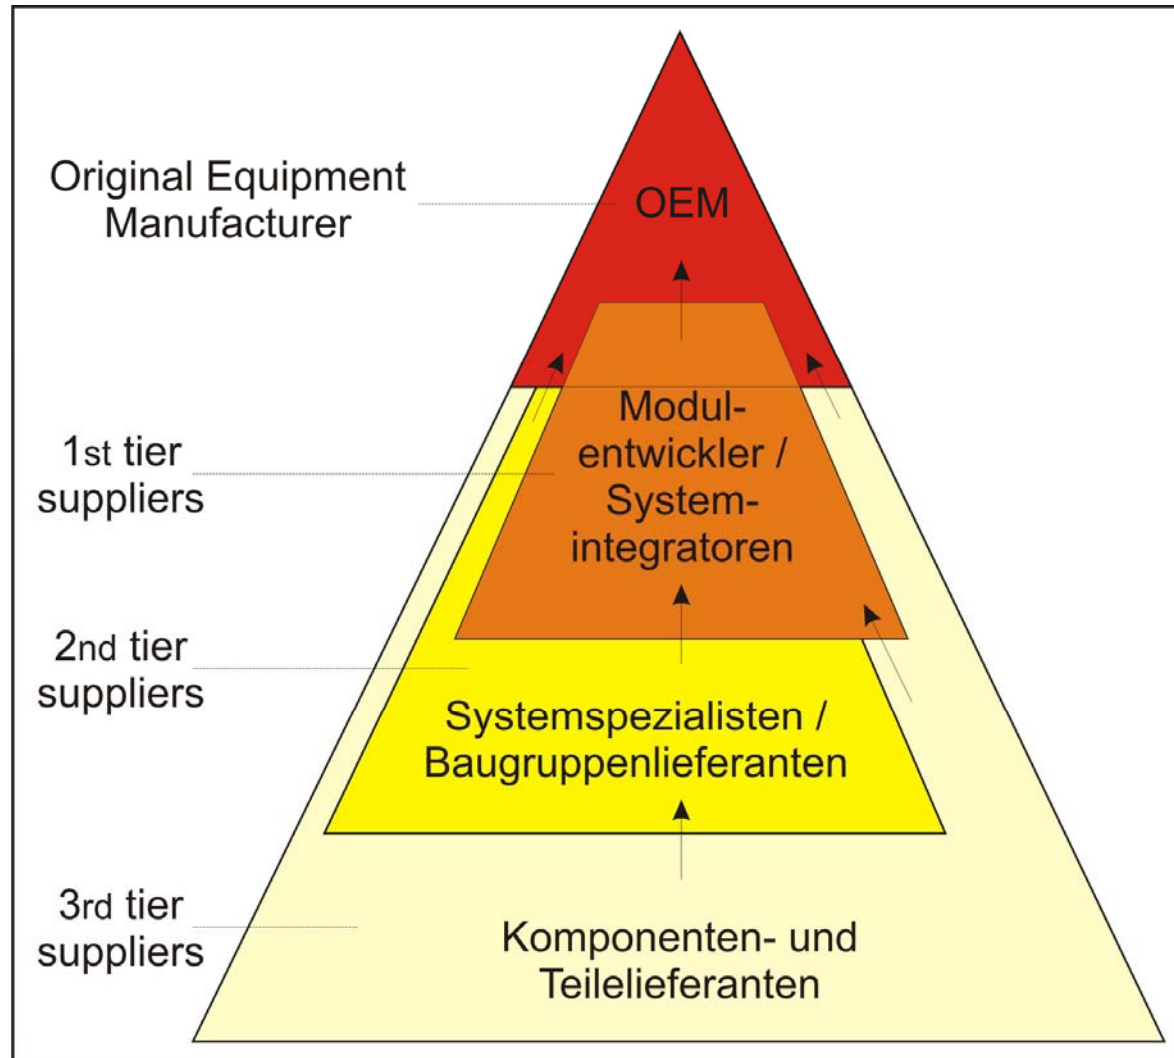 Original Equipment
Manufacturer
OEM
1st tier
suppliers
Modul-
entwickler /
System-
integratoren
2nd tier
suppliers
Systemspezialisten /
Baugruppenlieferanten
3rd tier
suppliers
Komponenten- und
Teilelieferanten